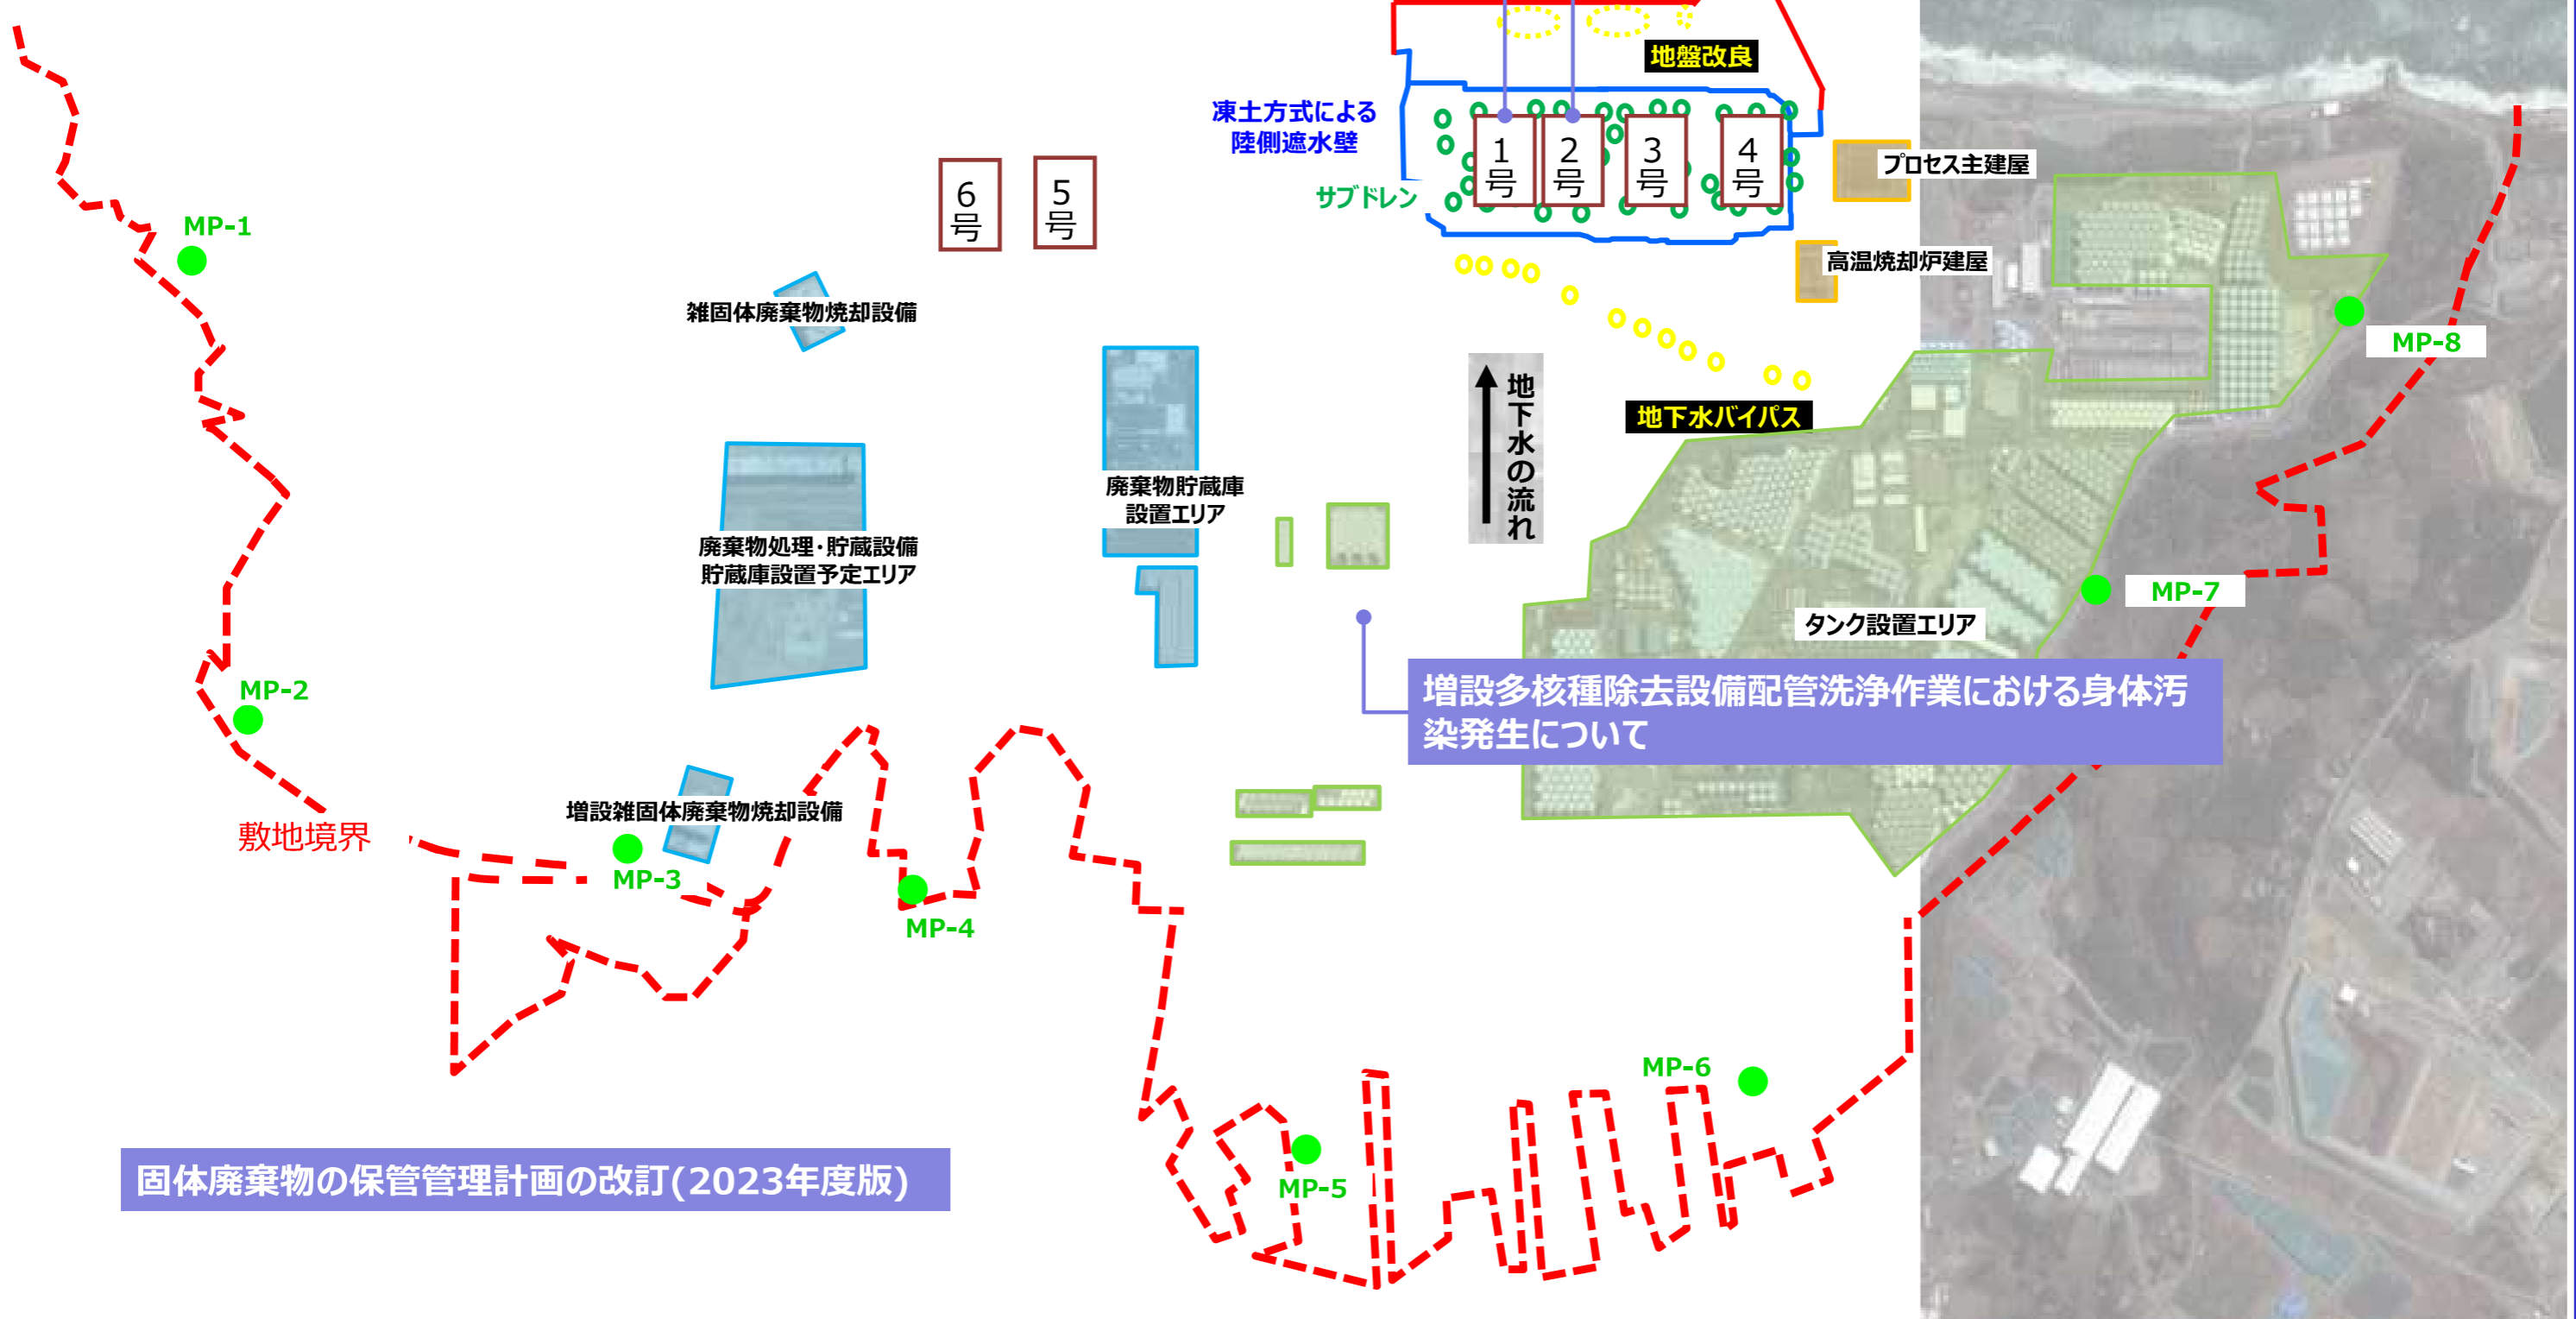 地盤改良
凍土方式による
陸側遮水壁
サブドレン
1
号
2
号
3
号
4
号
プロセス主建屋
6
号
5
号
MP-1
高温焼却炉建屋
雑固体廃棄物焼却設備
MP-8
地下水バイパス
地下水の流れ
廃棄物貯蔵庫
設置エリア
廃棄物処理・貯蔵設備
貯蔵庫設置予定エリア
MP-7
タンク設置エリア
MP-2
増設多核種除去設備配管洗浄作業における身体汚
染発生について
増設雑固体廃棄物焼却設備
敷地境界
MP-3
MP-4
MP-6
MP-5
固体廃棄物の保管管理計画の改訂(2023年度版)